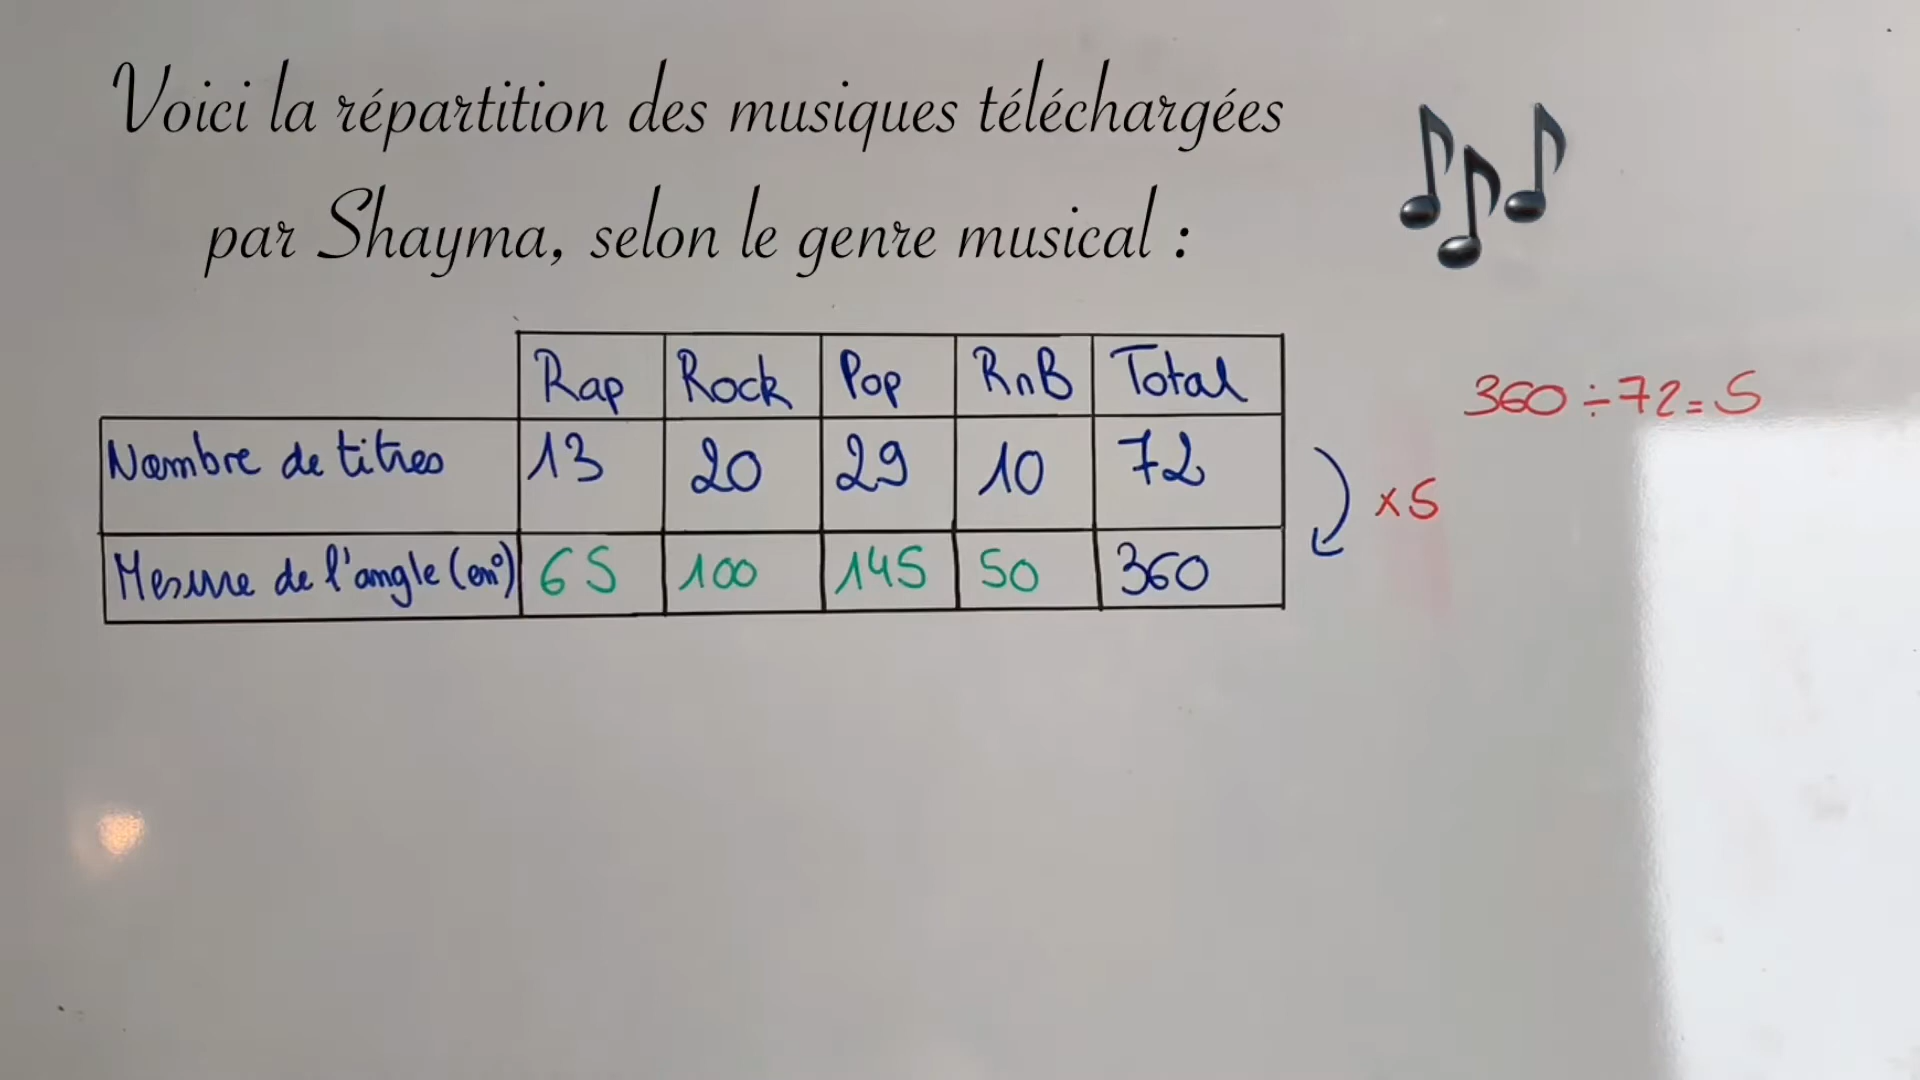 Voici la répartition des musiques téléchargées
par Shayma, selon le genre musical :
Rap Rock Pop RnB Total
360 ÷ 72 = 5
Nombre de titres 13 20 29 10 72
x5
Mesure de l'angle (en°) 65 100 145 50 360